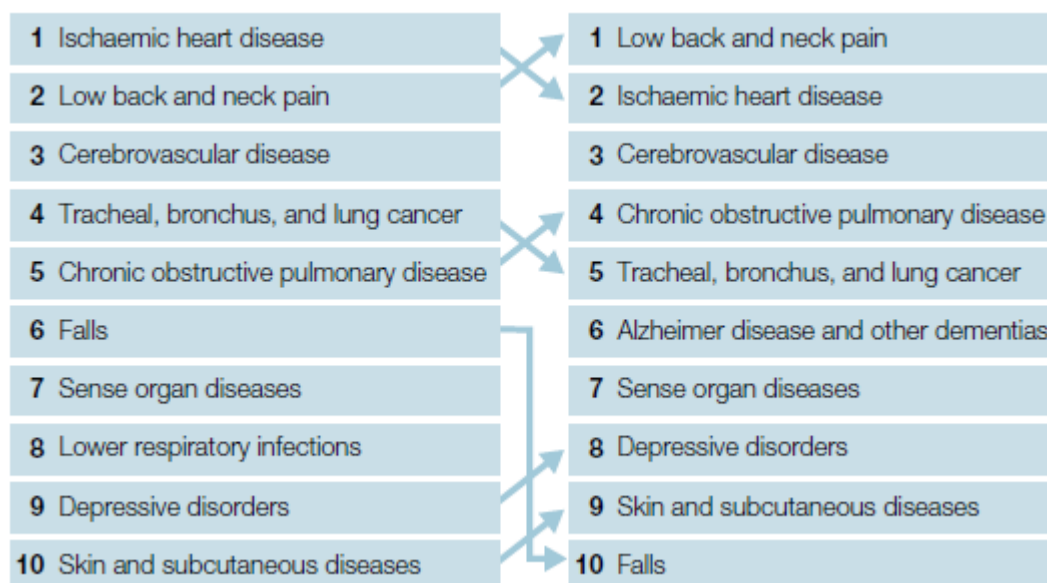 1 Ischaemic heart disease
2 Low back and neck pain
3 Cerebrovascular disease
4 Tracheal, bronchus, and lung cancer
5 Chronic obstructive pulmonary disease
6 Falls
7 Sense organ diseases
8 Lower respiratory infections
9 Depressive disorders
10 Skin and subcutaneous diseases
1 Low back and neck pain
2 Ischaemic heart disease
3 Cerebrovascular disease
4 Chronic obstructive pulmonary disease
5 Tracheal, bronchus, and lung cancer
6 Alzheimer disease and other dementias
7 Sense organ diseases
8 Depressive disorders
9 Skin and subcutaneous diseases
10 Falls